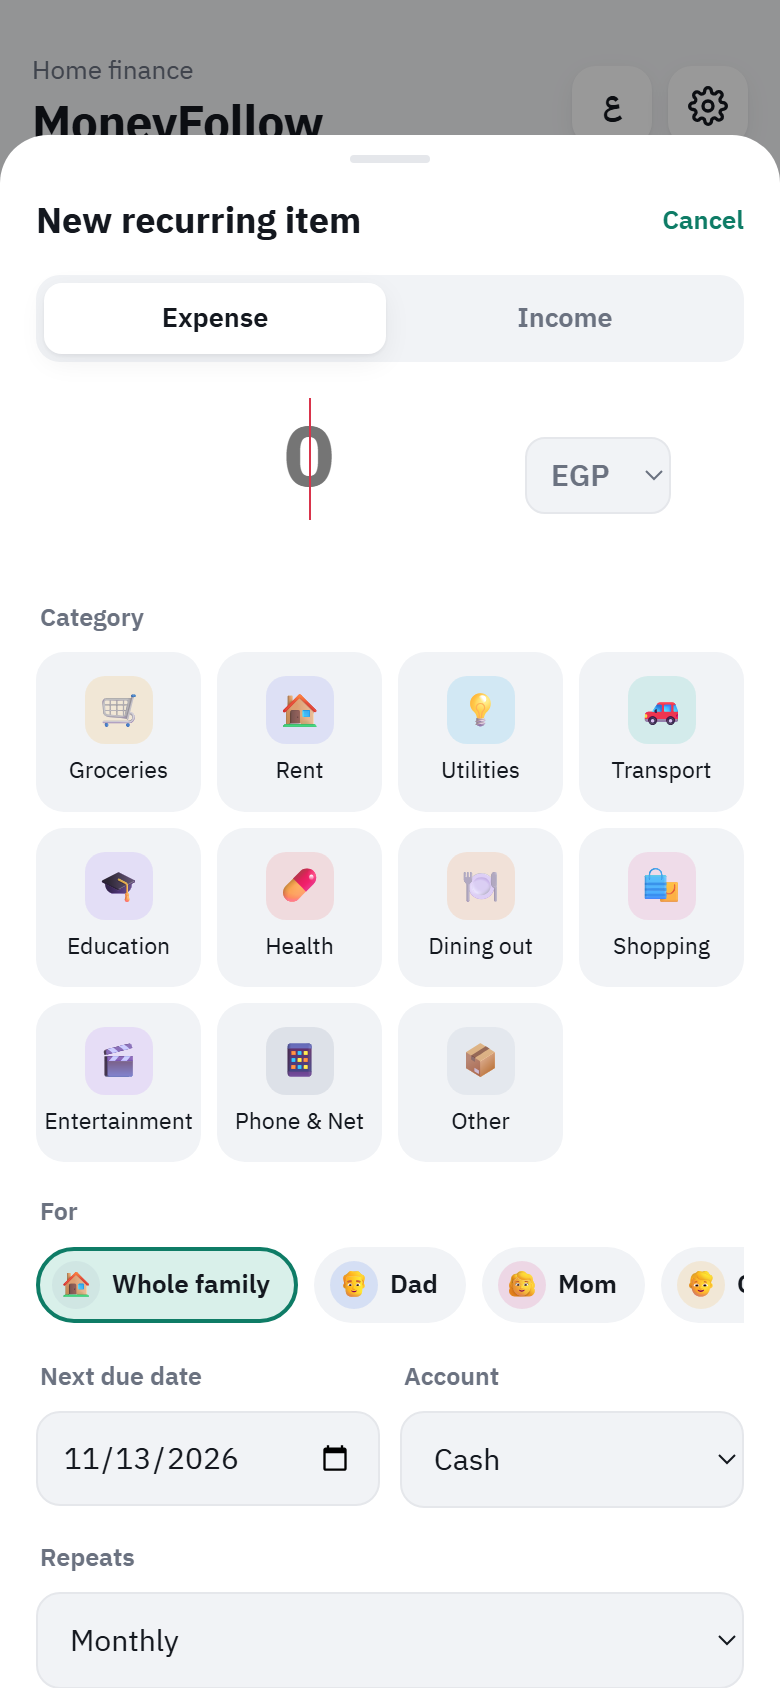 Home finance
MoneyFollow
ع
New recurring item
Cancel
Expense
Income
0
EGP
Category
Groceries
Rent
Utilities
Transport
Education
Health
Dining out
Shopping
Entertainment
Phone & Net
Other
For
Whole family
Dad
Mom
Next due date
Account
11/13/2026
Cash
Repeats
Monthly